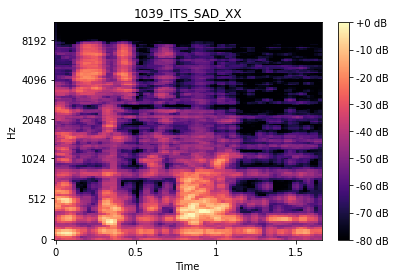 1039_ITS_SAD_XX
+0 dB
8192
-10 dB
4096
-20 dB
-30 dB
2048
Hz
-40 dB
1024
-50 dB
512
-60 dB
-70 dB
0
-80 dB
0
0.5
1
1.5
Time